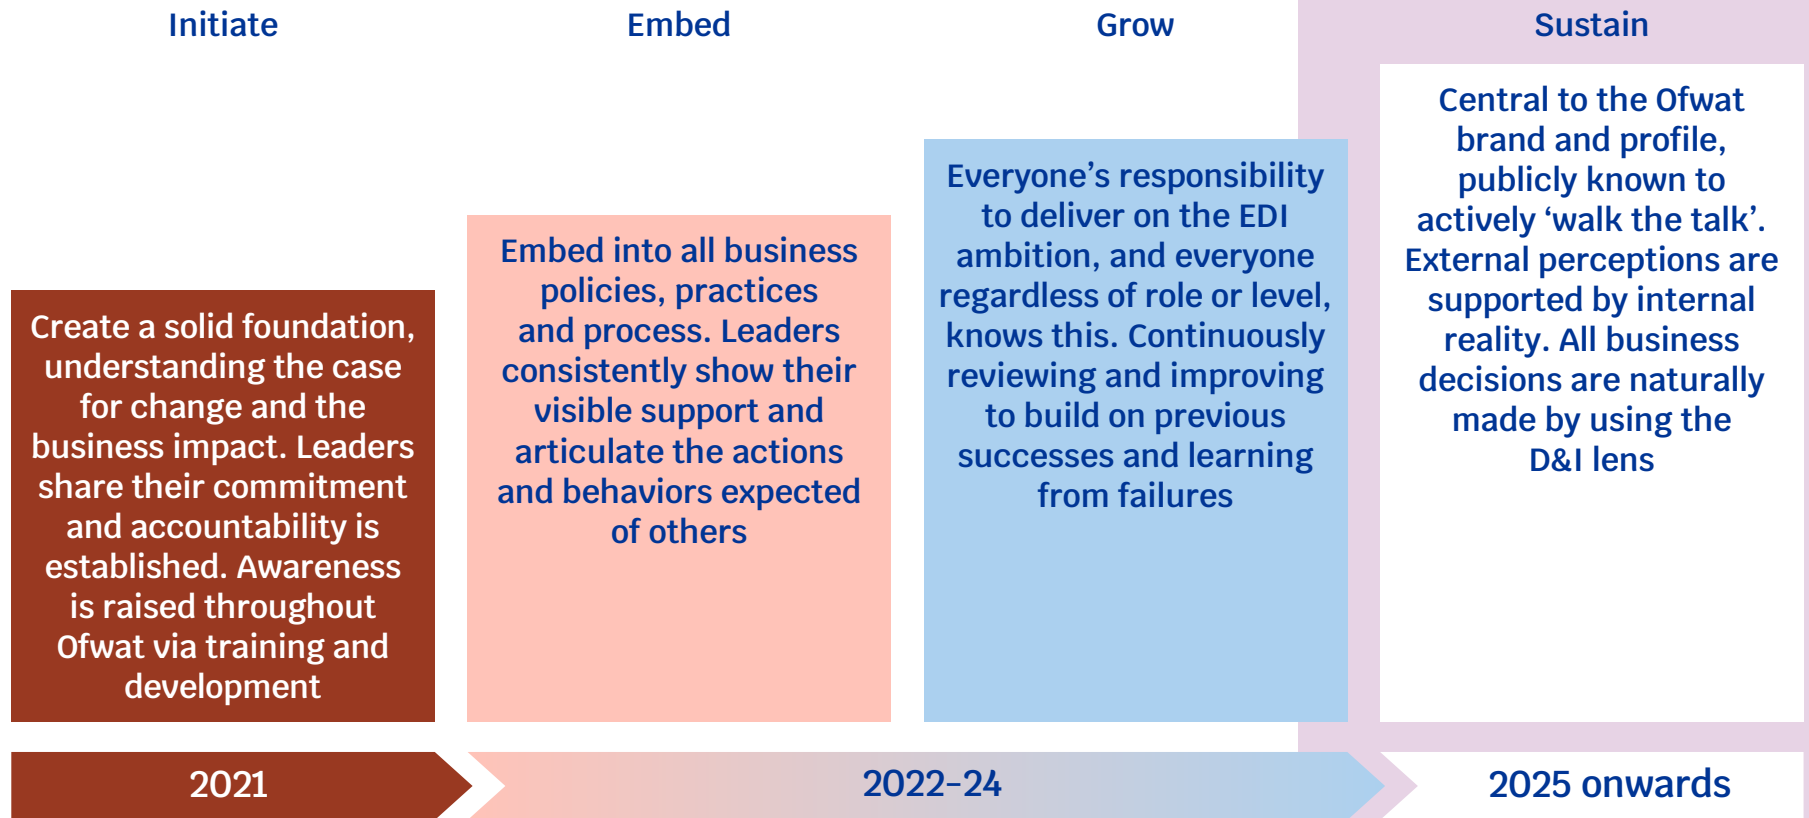 Initiate
Embed
Grow
Sustain
Create a solid foundation,
understanding the case
for change and the
business impact. Leaders
share their commitment
and accountability is
established. Awareness
is raised throughout
Ofwat via training and
development
Embed into all business
policies, practices
and process. Leaders
consistently show their
visible support and
articulate the actions
and behaviors expected
of others
Everyone’s responsibility
to deliver on the EDI
ambition, and everyone
regardless of role or level,
knows this. Continuously
reviewing and improving
to build on previous
successes and learning
from failures
Central to the Ofwat
brand and profile,
publicly known to
actively ‘walk the talk’.
External perceptions are
supported by internal
reality. All business
decisions are naturally
made by using the
D&I lens
2021
2022–24
2025 onwards